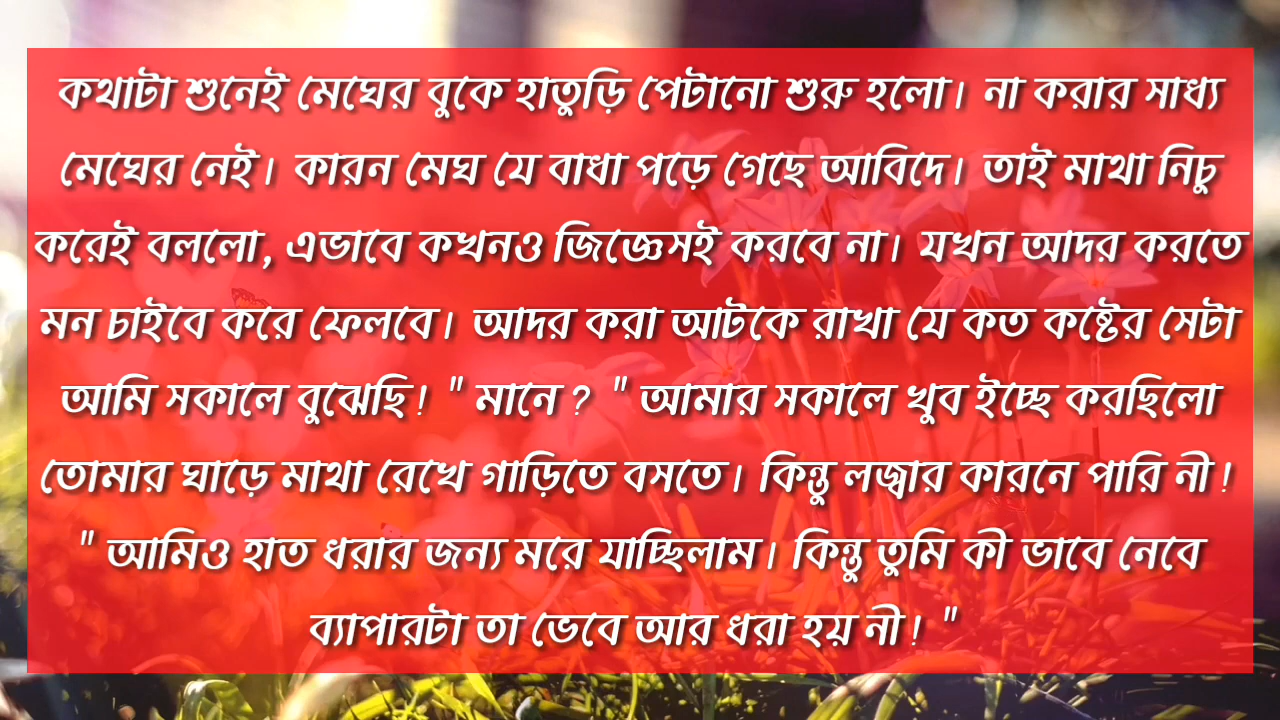 কথাটা শুনেই মেঘের বুকে হাতুড়ি পেটানো শুরু হলো। না করার সাধ্য
মেঘের নেই। কারন মেঘ যে বাধা পড়ে গেছে আবিদে। তাই মাথা নিচু
করেই বললো, এভাবে কখনও জিজ্ঞেসই করবে না। যখন আদর করতে
মন চাইবে করে ফেলবে। আদর করা আটকে রাখা যে কত কষ্টের সেটা
আমি সকালে বুঝেছি! " মানে ? " আমার সকালে খুব ইচ্ছে করছিলো
তোমার ঘাড়ে মাথা রেখে গাড়িতে বসতে। কিন্তু লজ্বার কারনে পারি নী!
" আমিও হাত ধরার জন্য মরে যাচ্ছিলাম। কিন্তু তুমি কী ভাবে নেবে
ব্যাপারটা তা ভেবে আর ধরা হয় নী! "